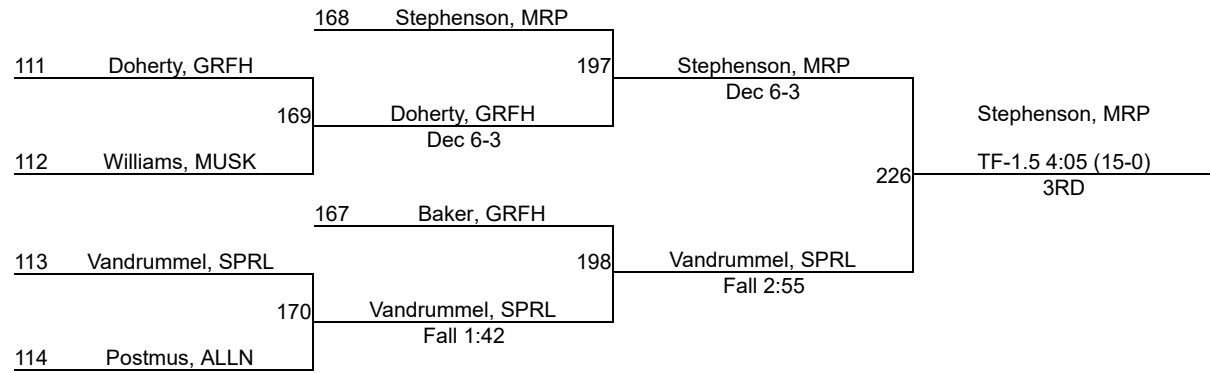 168 Stephenson, MRP
111 Doherty, GRFH
197
Stephenson, MRP
Dec 6-3
169
Doherty, GRFH
Dec 6-3
Stephenson, MRP
112 Williams, MUSK
226
TF-1.5 4:05 (15-0)
3RD
167 Baker, GRFH
113 Vandrummel, SPRL
198
Vandrummel, SPRL
Fall 2:55
170
Vandrummel, SPRL
Fall 1:42
114 Postmus, ALLN